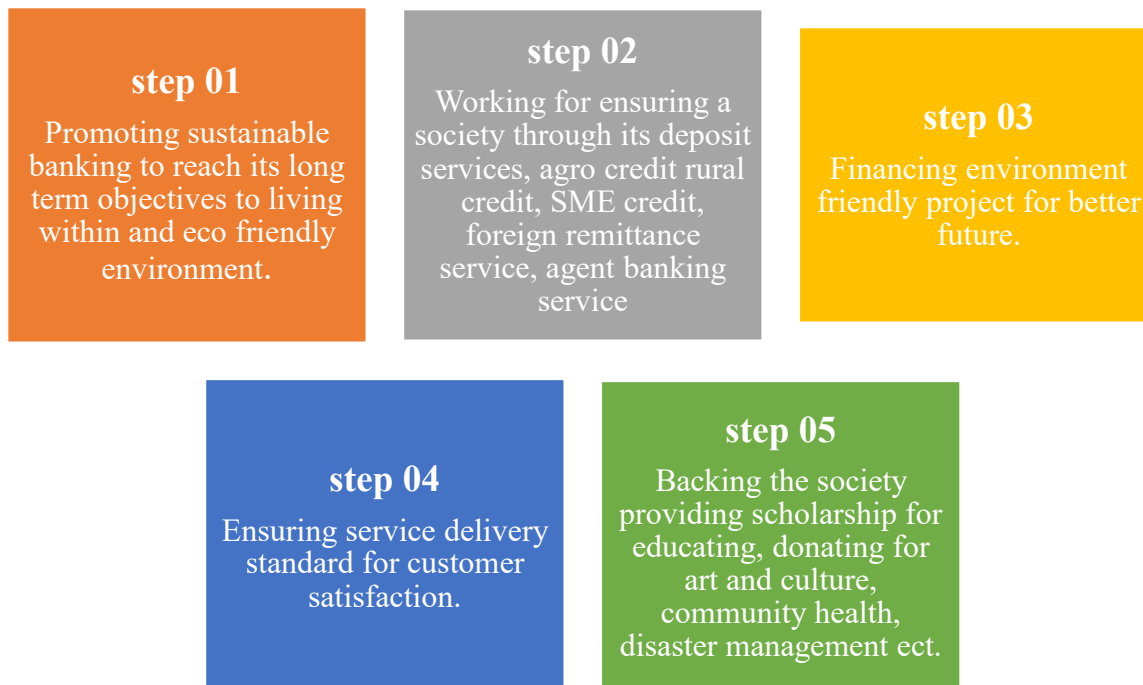 step 01
Promoting sustainable
banking to reach its long
term objectives to living
within and eco friendly
environment.
step 02
Working for ensuring a
society through its deposit
services, agro credit rural
credit, SME credit,
foreign remittance
service, agent banking
service
step 03
Financing environment
friendly project for better
future.
step 04
Ensuring service delivery
standard for customer
satisfaction.
step 05
Backing the society
providing scholarship for
educating, donating for
art and culture,
community health,
disaster management ect.